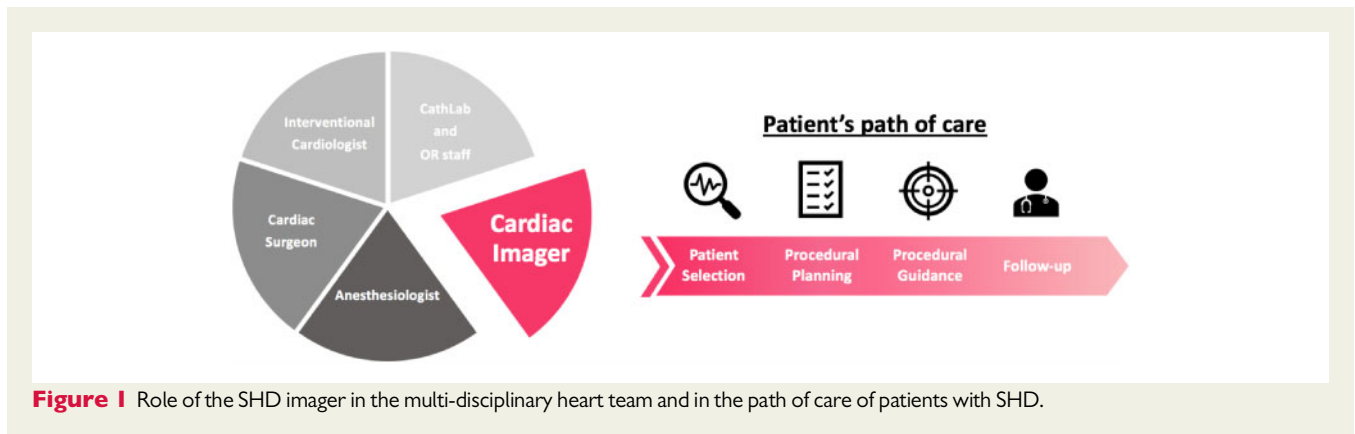 Interventional
Cardiologist
CathLab
and
OR staff
Cardiac
Surgeon
Cardiac
Imager
Anesthesiologist
Patient's path of care
Patient
Selection
Procedural
Planning
Procedural
Guidance
Follow-up
Figure 1 Role of the SHD imager in the multi-disciplinary heart team and in the path of care of patients with SHD.